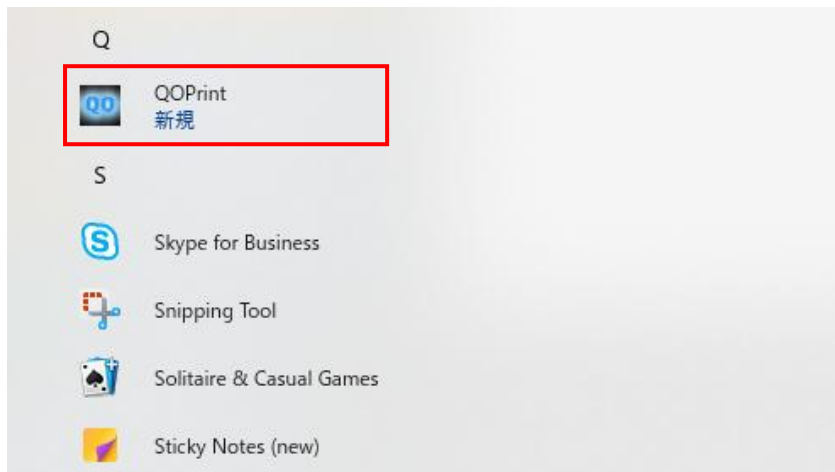 Q
QO
QOPrint
新規
S
S
Skype for Business
Snipping Tool
Solitaire & Casual Games
Sticky Notes (new)